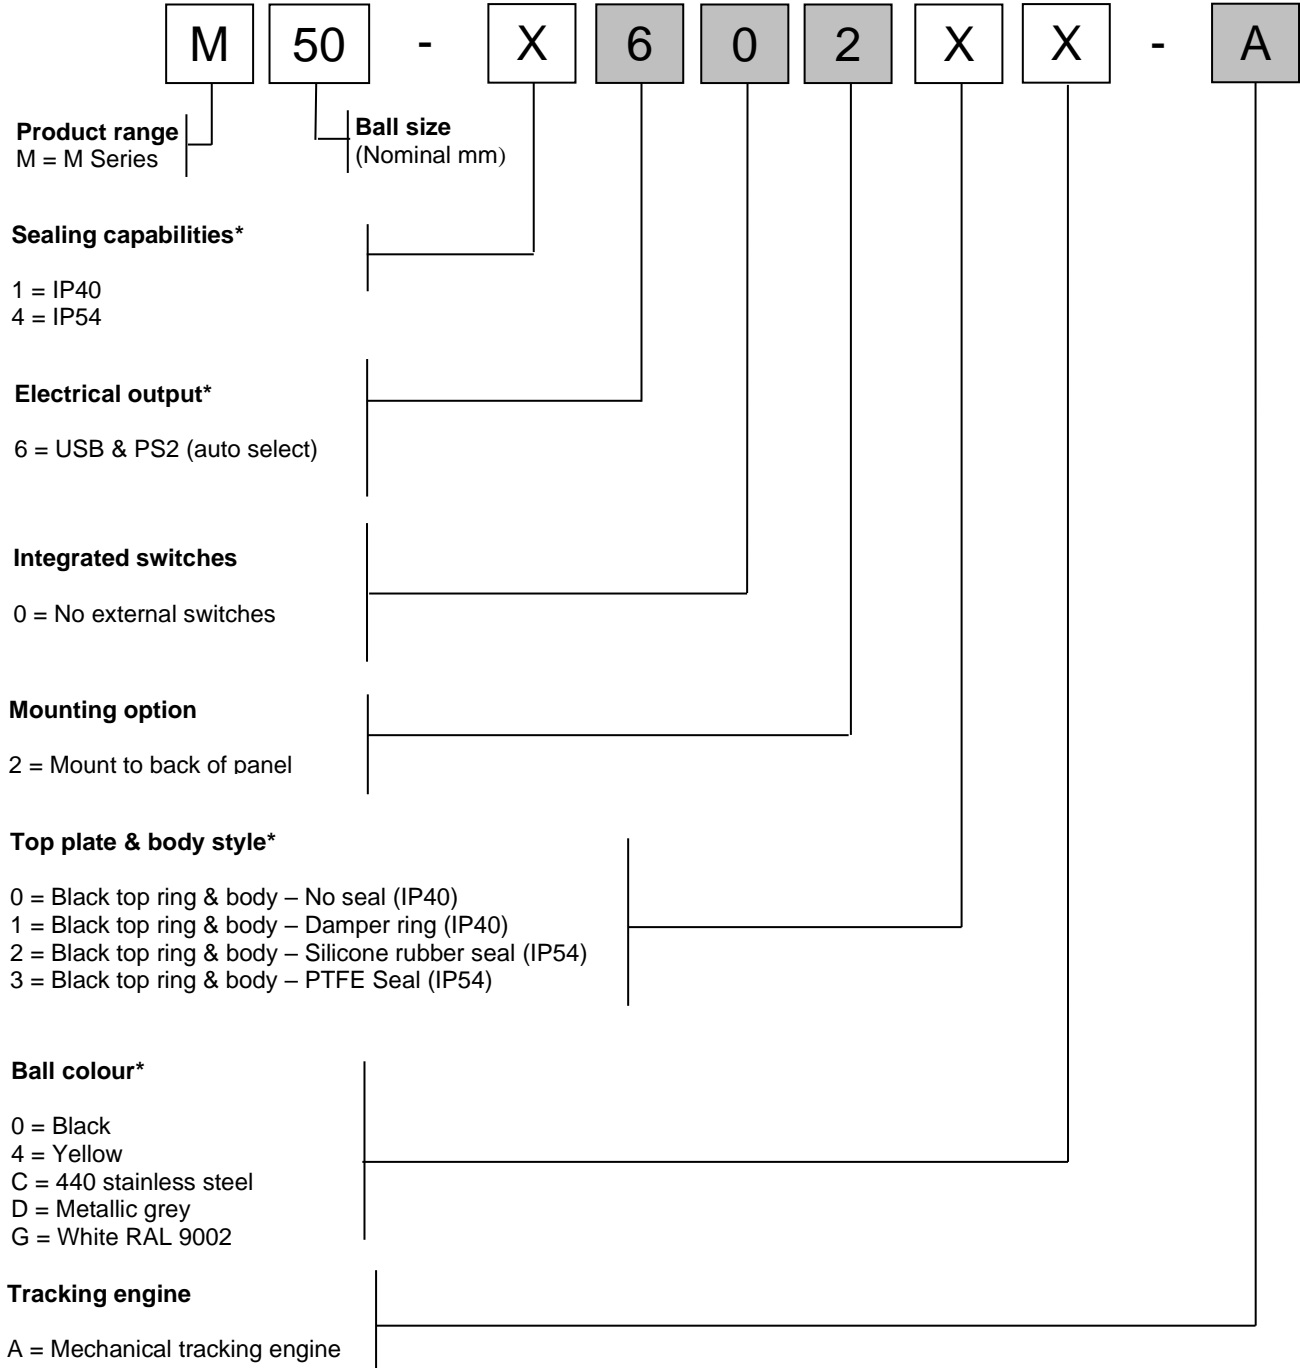 M 50 - X 6 0 2 X X - A
Product range
M = M Series
Ball size
(Nominal mm)
Sealing capabilities*
1 = IP40
4 = IP54
Electrical output*
6 = USB & PS2 (auto select)
Integrated switches
0 = No external switches
Mounting option
2 = Mount to back of panel
Top plate & body style*
0 = Black top ring & body – No seal (IP40)
1 = Black top ring & body – Damper ring (IP40)
2 = Black top ring & body – Silicone rubber seal (IP54)
3 = Black top ring & body – PTFE Seal (IP54)
Ball colour*
0 = Black
4 = Yellow
C = 440 stainless steel
D = Metallic grey
G = White RAL 9002
Tracking engine
A = Mechanical tracking engine